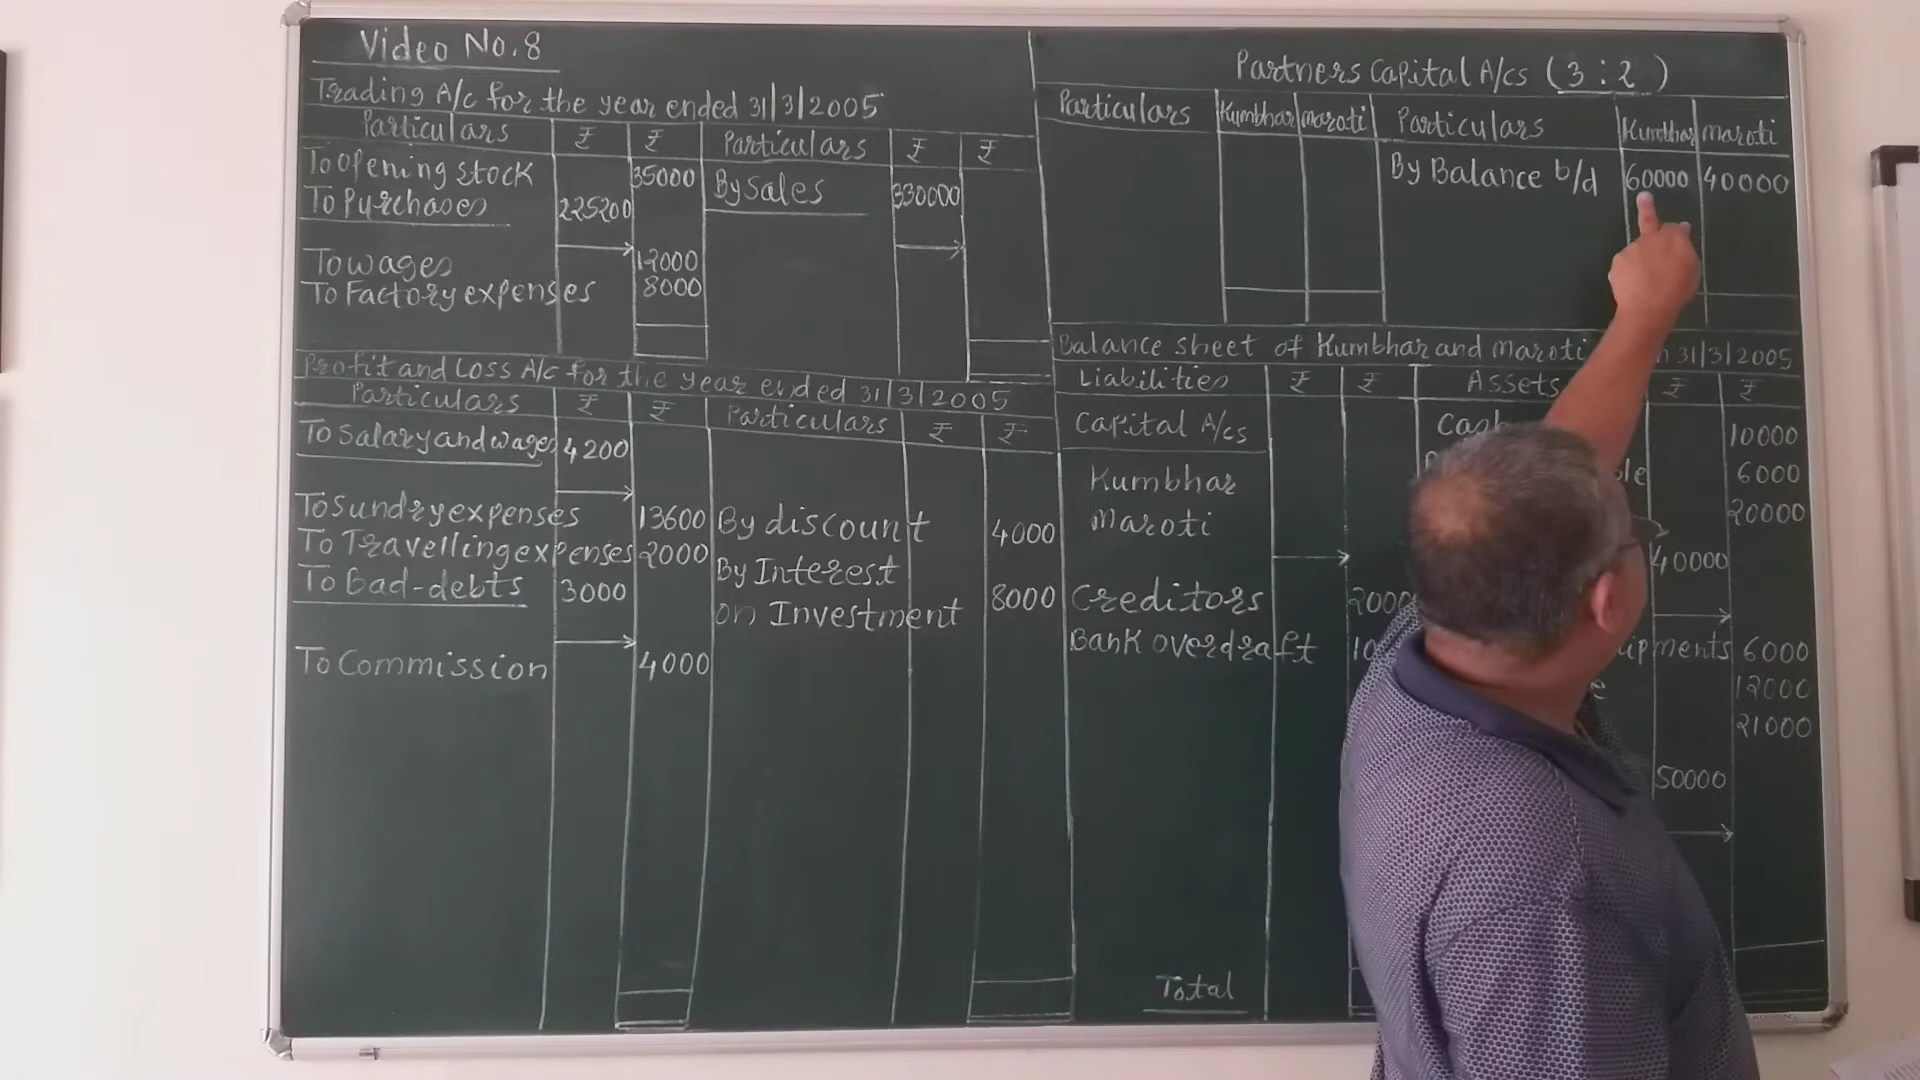 Video No.8
Trading A/c for the year ended 31/3/2005
Particulars ₹ ₹ Particulars ₹ ₹
To Opening stock 35000 By Sales 330000
To Purchases 225200
To wages 12000
To Factory expenses 8000
Profit and Loss A/c for the year ended 31/3/2005
Particulars ₹ ₹ Particulars ₹ ₹
To Salary and wages 4200
To Sundry expenses 13600 By discount 4000
To Travelling expenses 2000 By Interest
To Bad-debts 3000 on Investment 8000
To Commission 4000
Partners Capital A/cs (3:2)
Particulars Kumbhar maroti Particulars Kumbhar maroti
By Balance b/d 60000 40000
Balance sheet of Kumbhar and maroti 31/3/2005
Liabilities ₹ ₹ Assets ₹ ₹
Capital A/cs Cash 10000
Kumbhar 6000
maroti 20000
40000
Creditors
Bank overdraft 6000
12000
21000
50000
Total